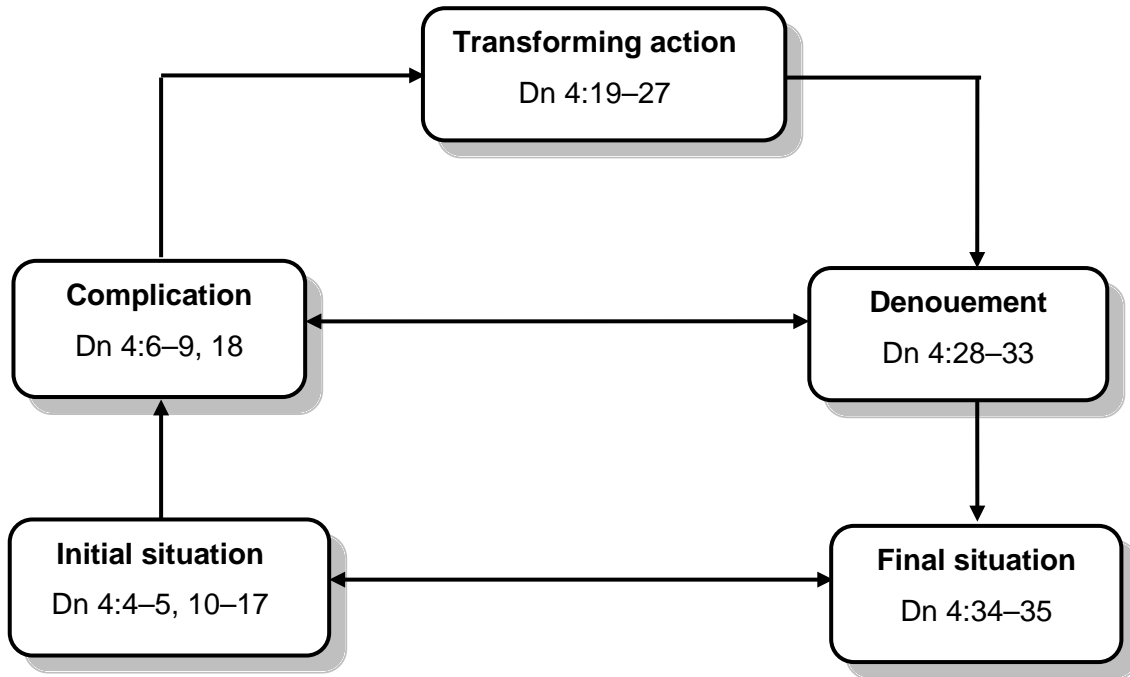 Transforming action
Dn 4:19–27
Complication
Dn 4:6–9, 18
Denouement
Dn 4:28–33
Initial situation
Dn 4:4–5, 10–17
Final situation
Dn 4:34–35